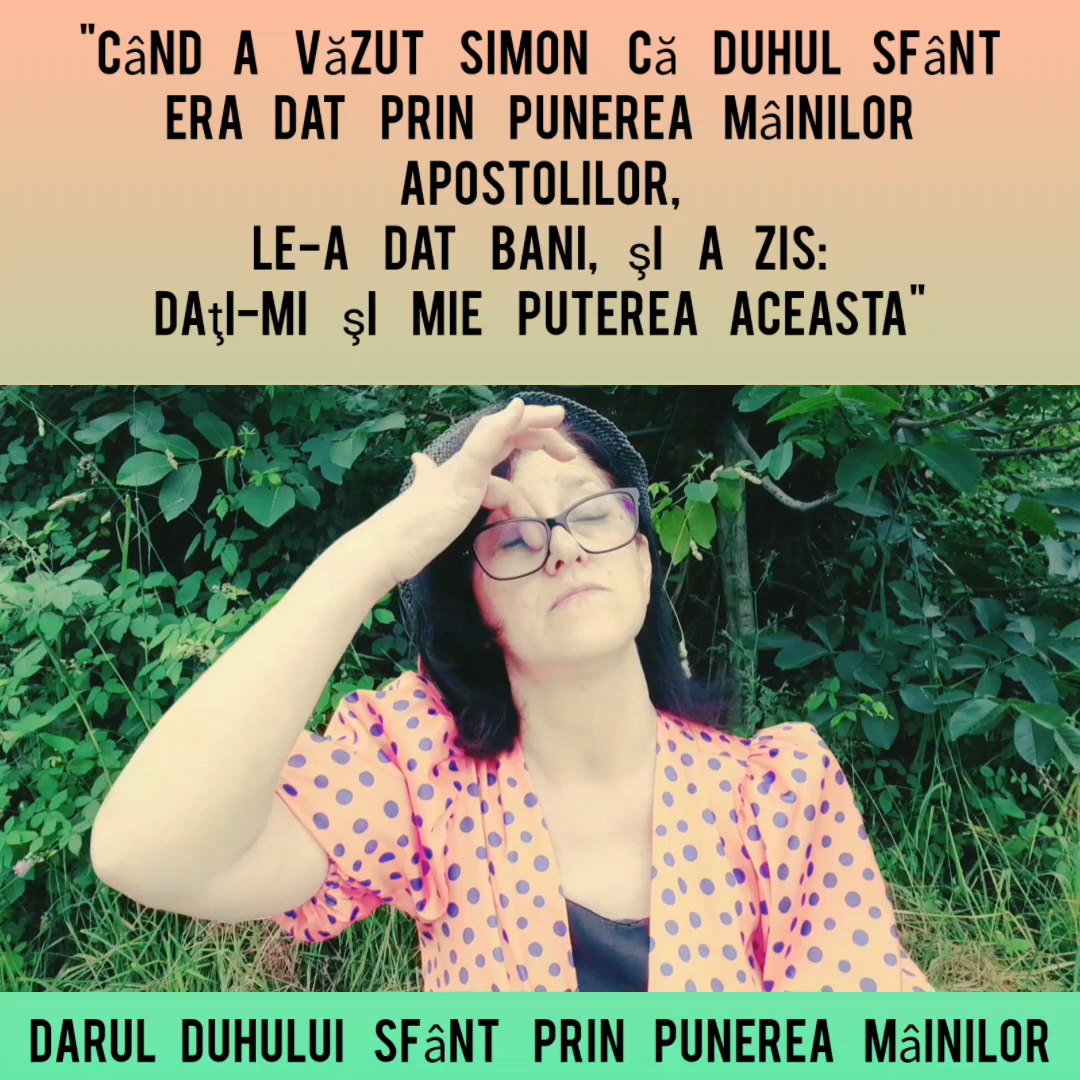 "CâND A VăZUT SIMON Că DUHUL SFâNT
ERA DAT PRIN PUNEREA MâINILOR
APOSTOLILOR,
LE-A DAT BANI, şI A ZIS:
DAţI-MI şI MIE PUTEREA ACEASTA"
DARUL DUHULUI SFâNT PRIN PUNEREA MâINILOR